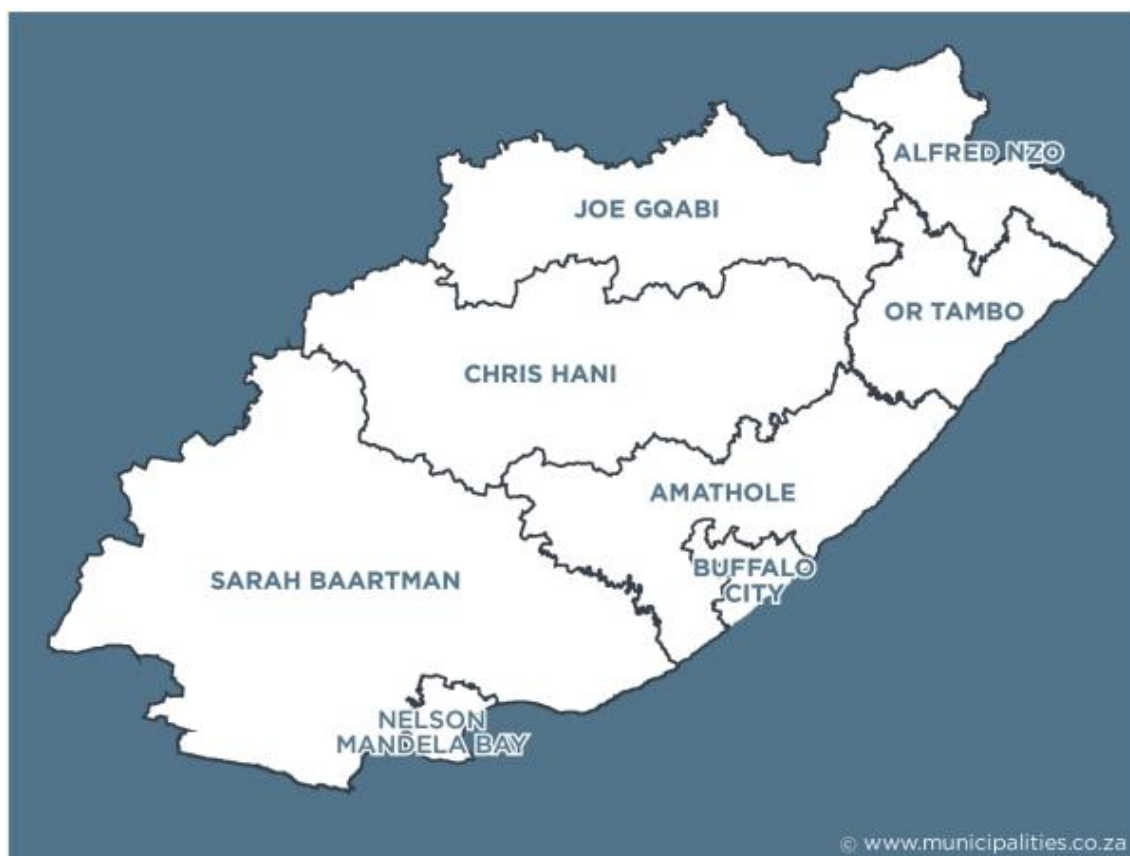 ALFRED NZO
JOE GQABI
OR TAMBO
CHRIS HANI
AMATHOLE
BUFFALO
CITY
SARAH BAARTMAN
NELSON
MANDELA BAY
© www.municipalities.co.za